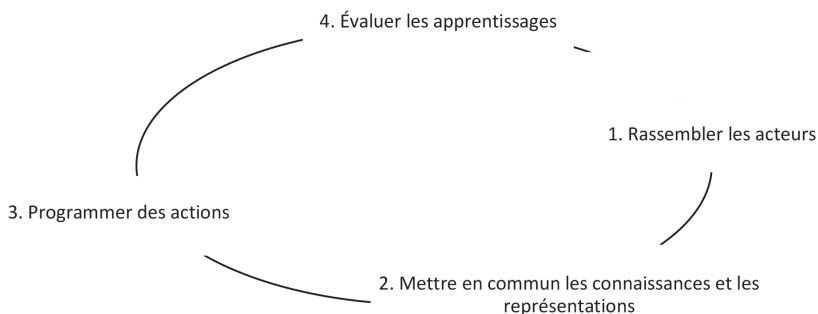 4. Évaluer les apprentissages
1. Rassembler les acteurs
3. Programmer des actions
2. Mettre en commun les connaissances et les
représentations